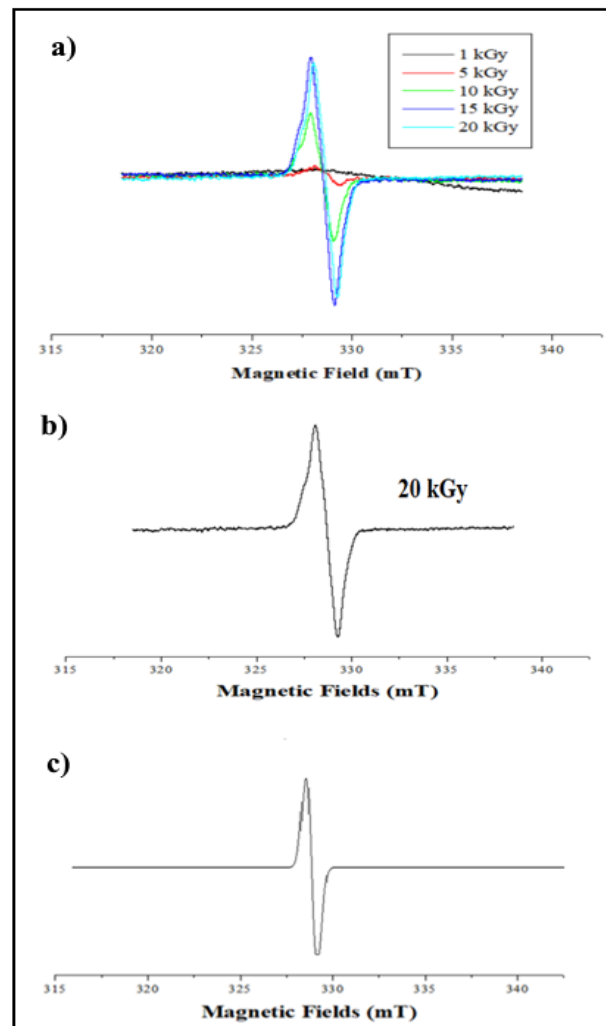 a)
1 kGy
5 kGy
10 kGy
15 kGy
20 kGy
315 320 325 330 335 340
Magnetic Field (mT)
b)
20 kGy
315 320 325 330 335 340
Magnetic Fields (mT)
c)
315 320 325 330 335 340
Magnetic Fields (mT)